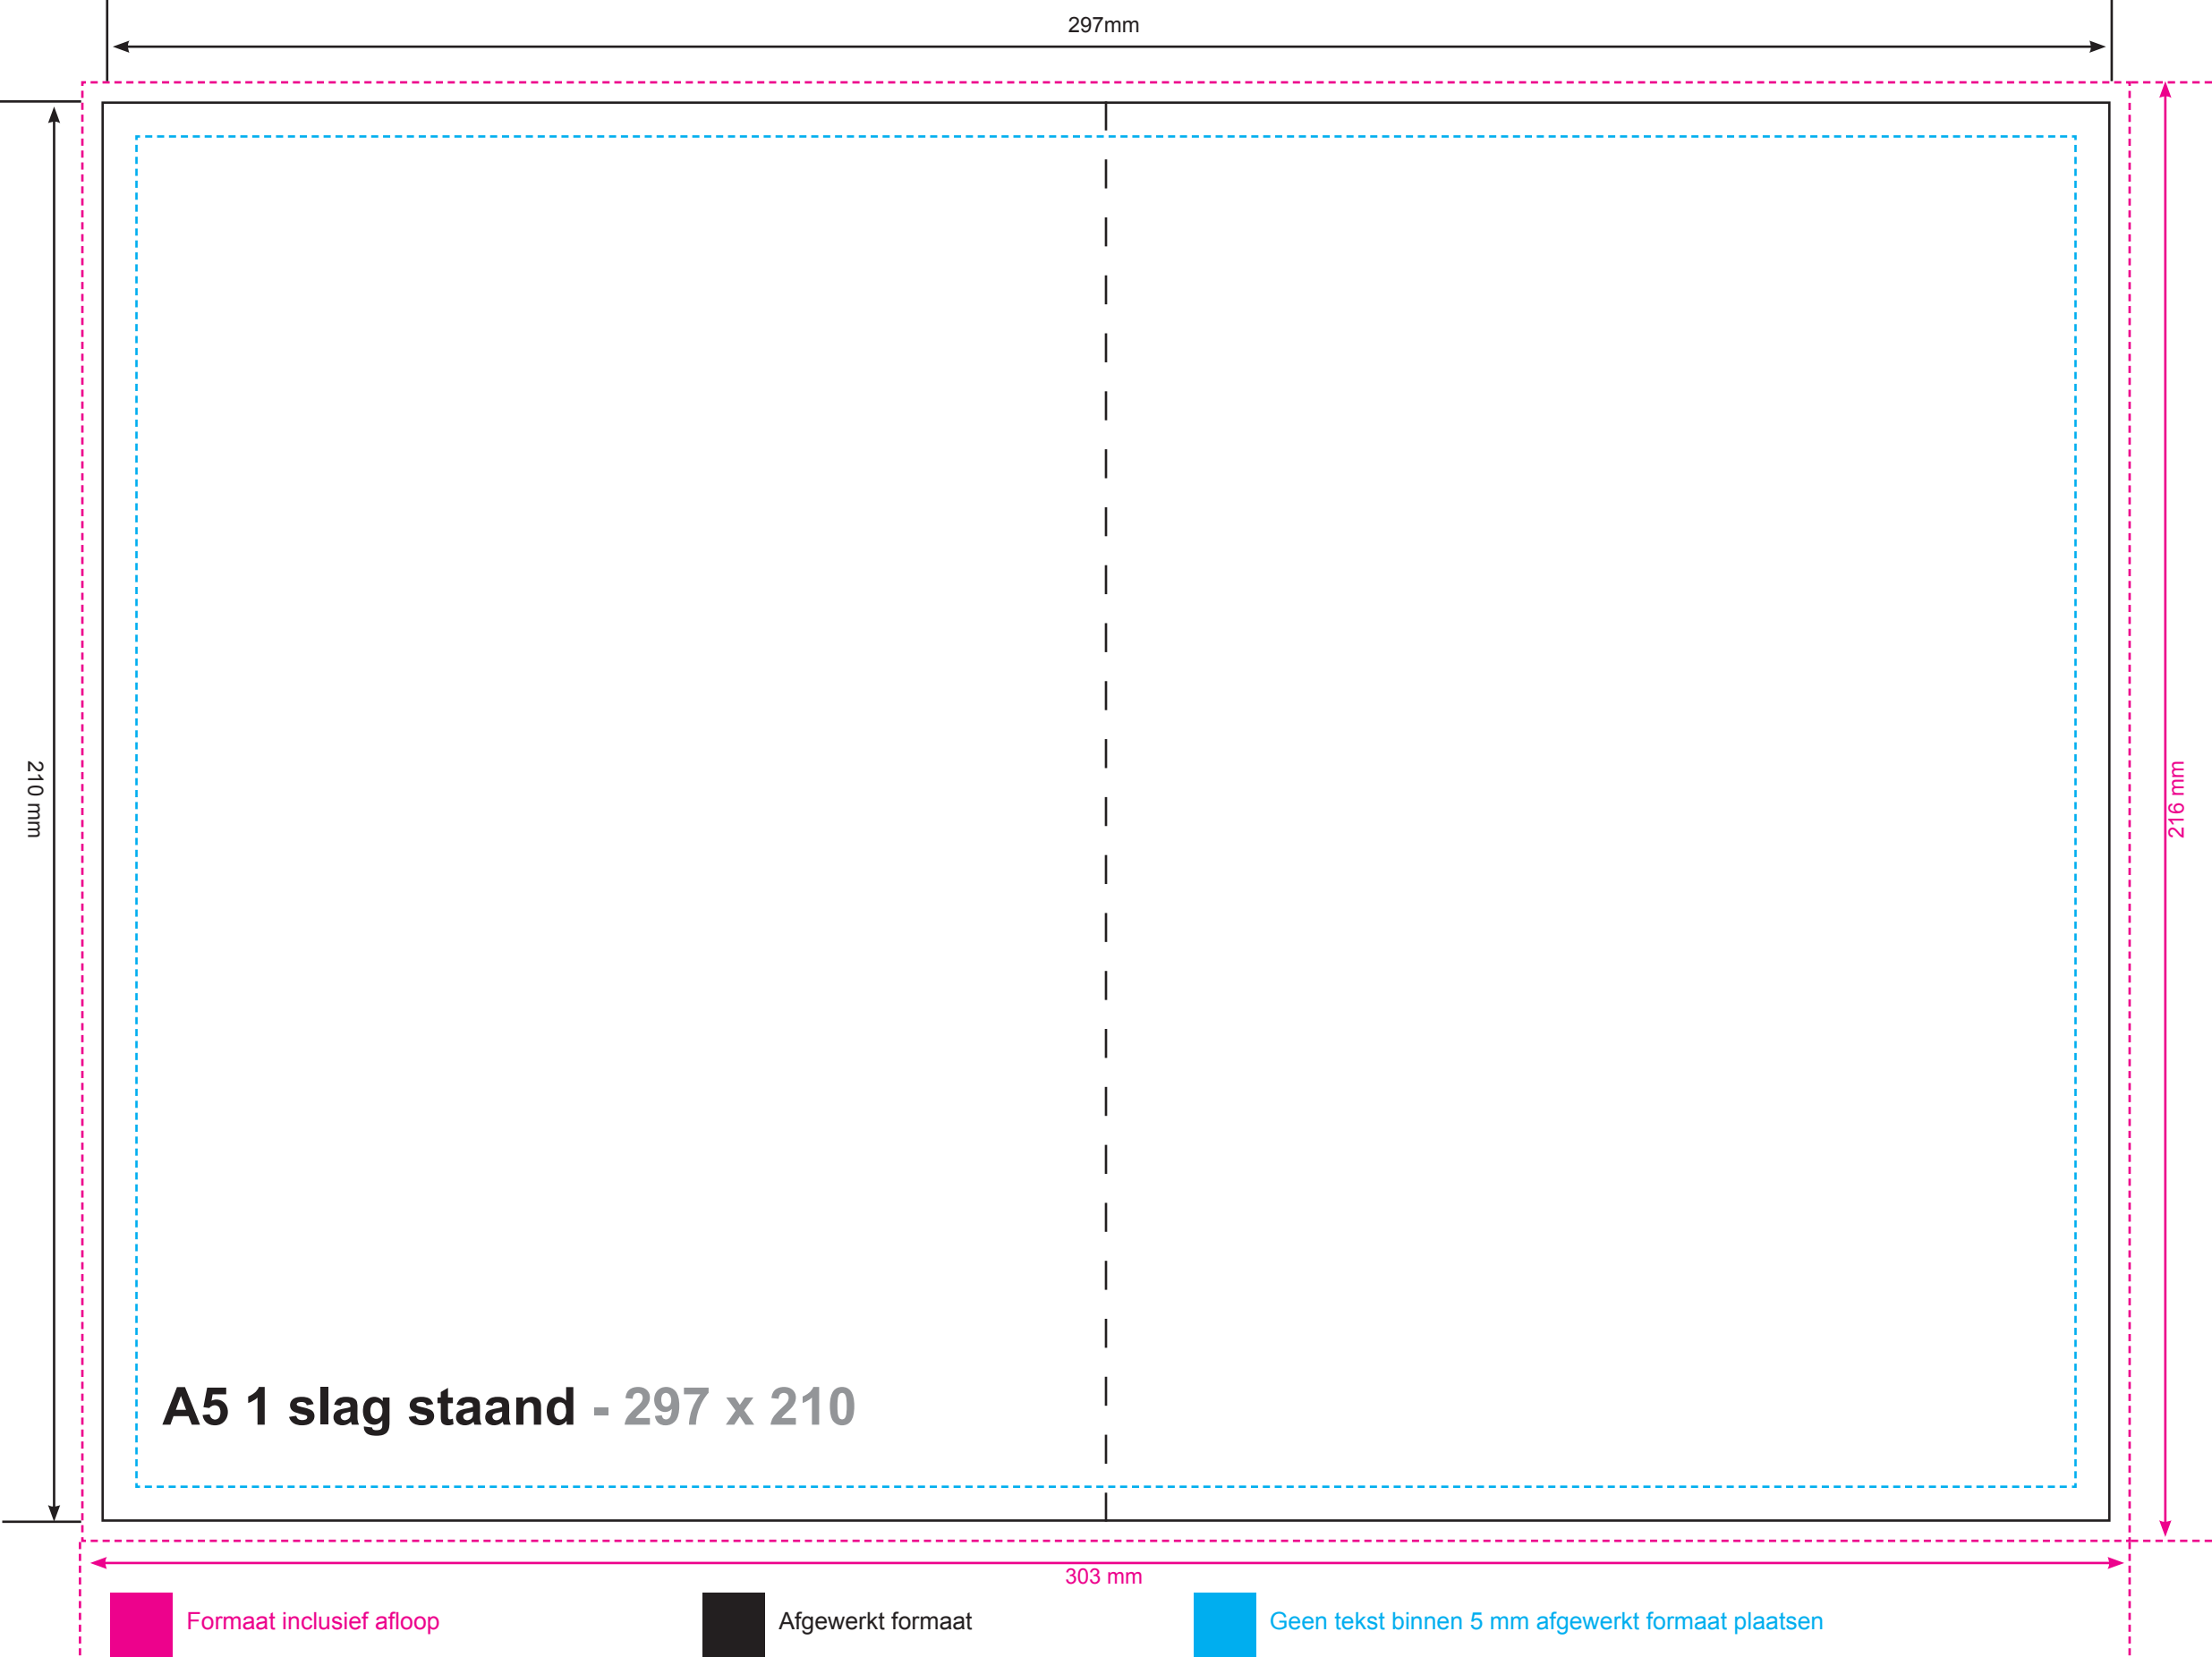 297mm
210 mm
216 mm
A5 1 slag staand - 297 x 210
303 mm
Formaat inclusief afloop
Afgewerkt formaat
Geen tekst binnen 5 mm afgewerkt formaat plaatsen